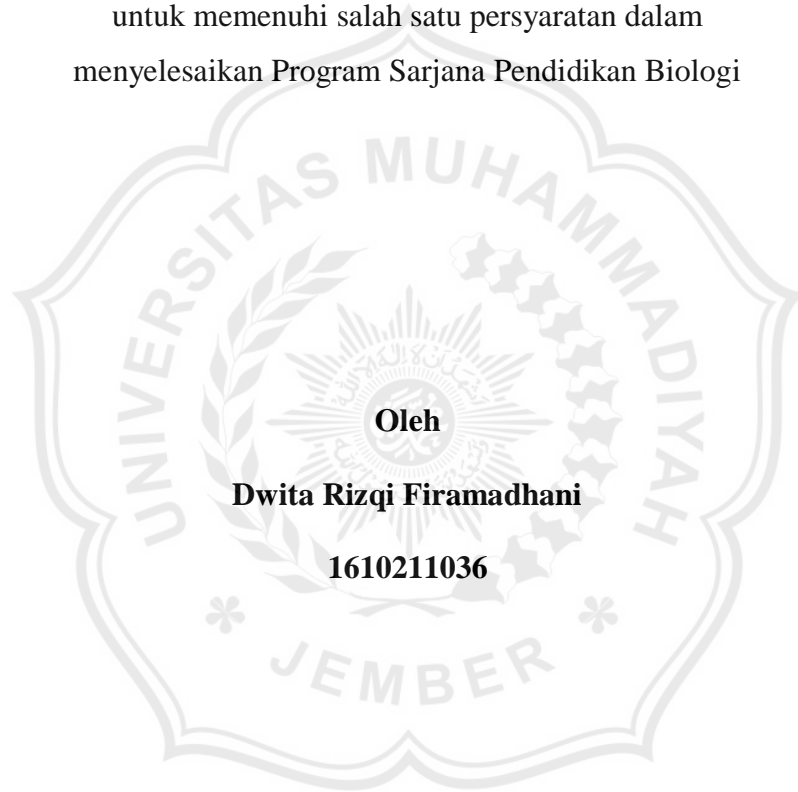 untuk memenuhi salah satu persyaratan dalam
menyelesaikan Program Sarjana Pendidikan Biologi
UNIVERSITAS MUHAMMADIYAH
Oleh
Dwita Rizqi Firamadhani
1610211036
JEMBER